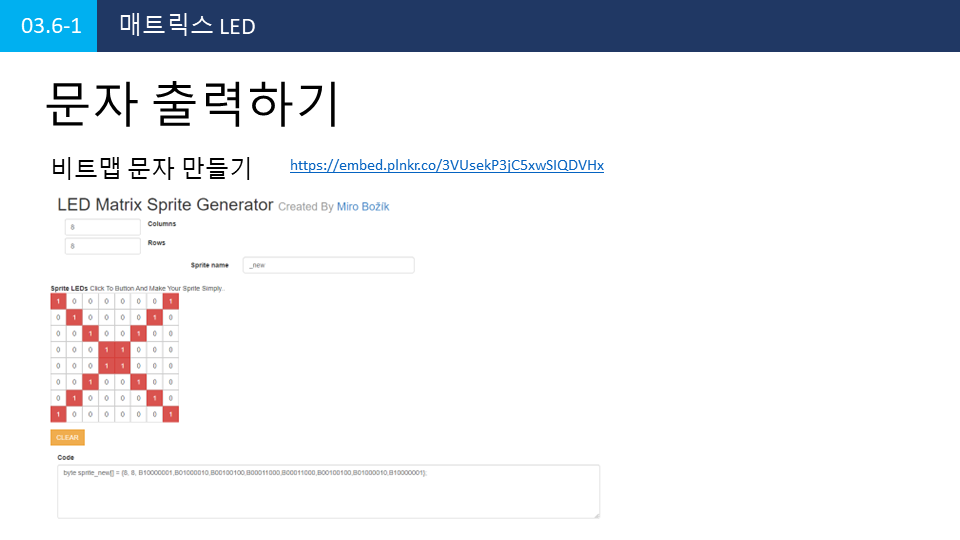 03.6-1 매트릭스 LED
문자 출력하기
비트맵 문자 만들기 https://embed.plnkr.co/3VUsekP3jC5xwSIQDVHx
LED Matrix Sprite Generator Created By Miro Božík
8 Columns
8 Rows
Sprite name _new
Sprite LEDs Click To Button And Make Your Sprite Simply .
1 0 0 0 0 0 0 1
0 1 0 0 0 0 1 0
0 0 1 0 0 1 0 0
0 0 0 1 1 0 0 0
0 0 0 1 1 0 0 0
0 0 1 0 0 1 0 0
0 1 0 0 0 0 1 0
1 0 0 0 0 0 0 1
CLEAR
Code
byte sprite_new[] = {8, 8, B10000001,B01000010,B00100100,B00011000,B00011000,B00100100,B01000010,B10000001};